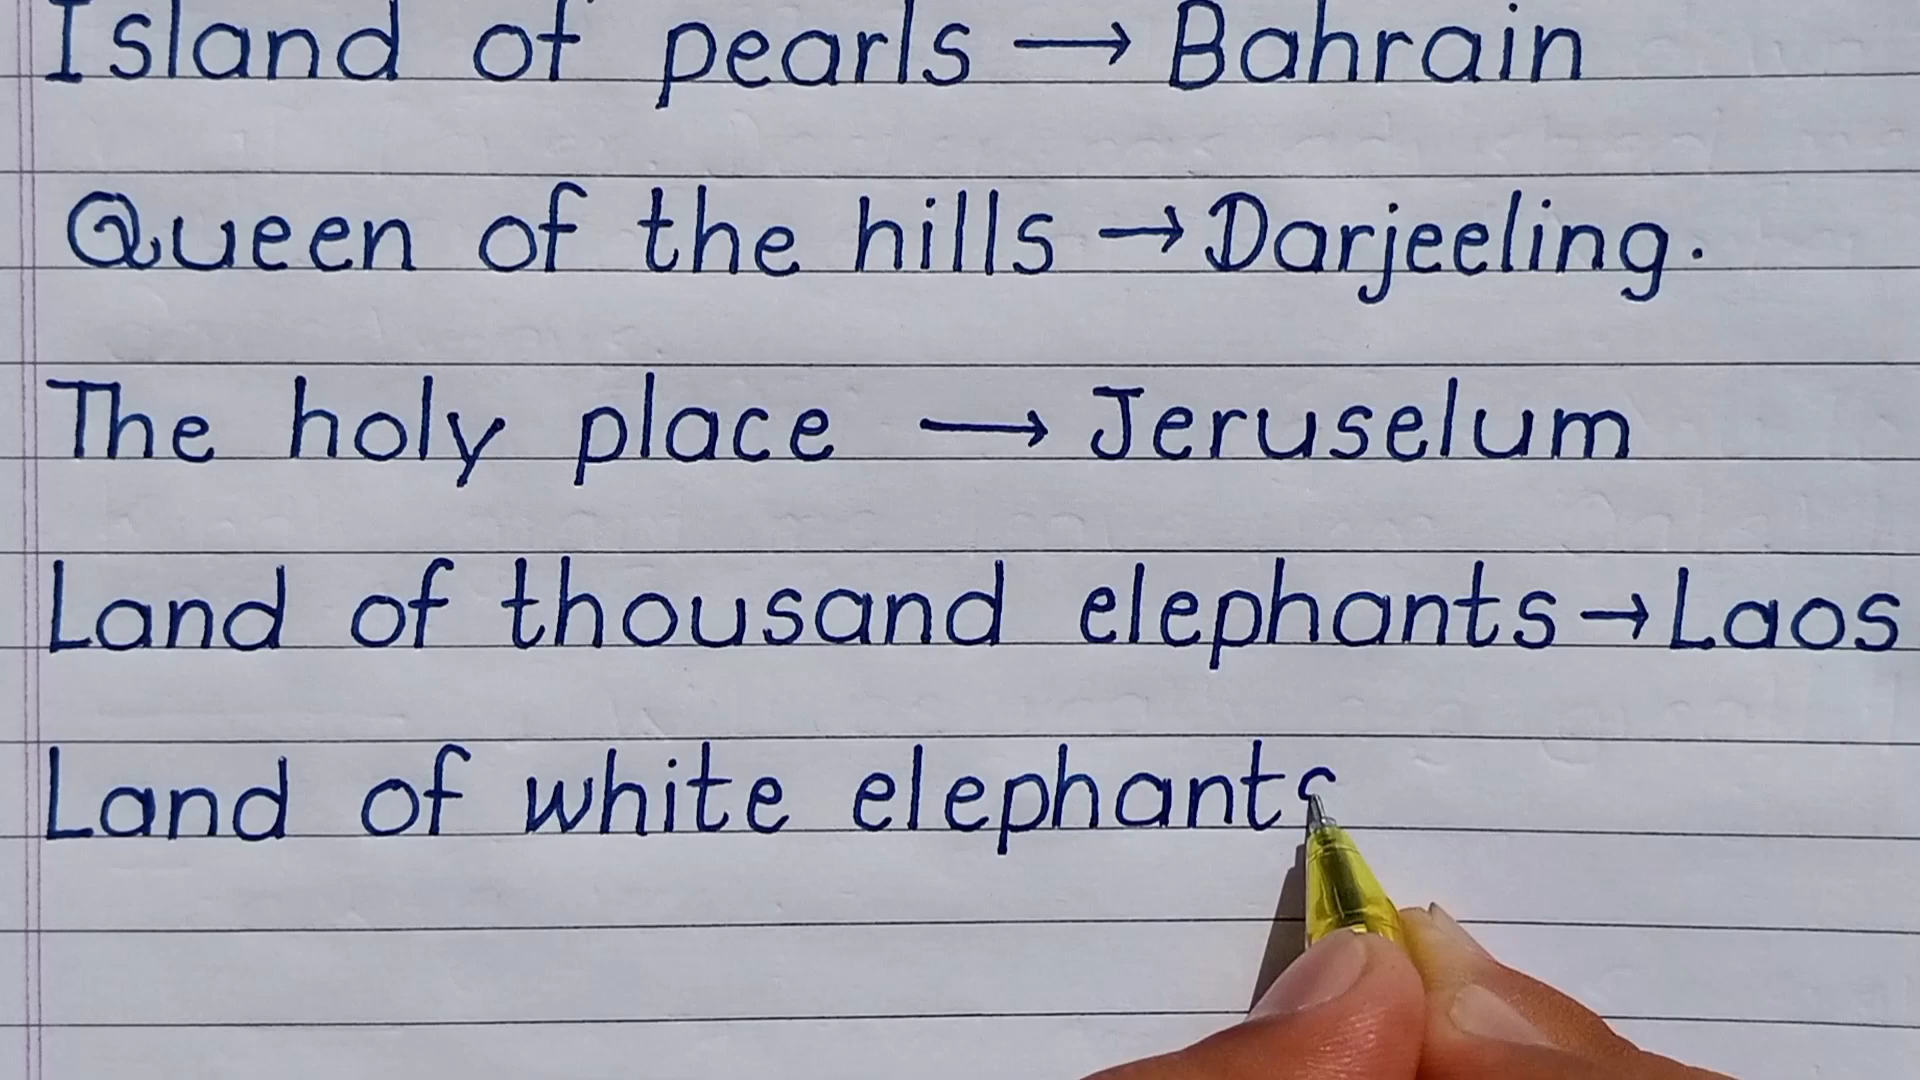 Island of pearls → Bahrain
Queen of the hills → Darjeeling.
The holy place → Jeruselum
Land of thousand elephants → Laos
Land of white elephants